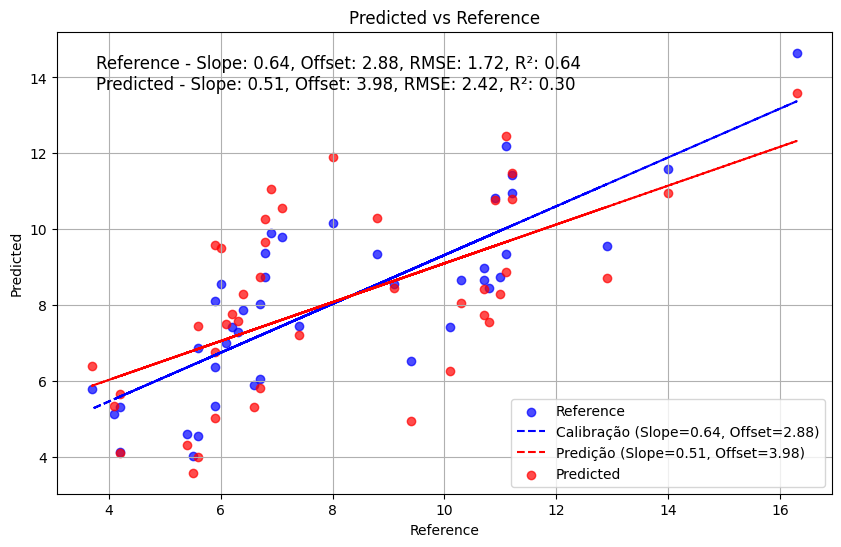 Predicted vs Reference
Reference - Slope: 0.64, Offset: 2.88, RMSE: 1.72, R²: 0.64
Predicted - Slope: 0.51, Offset: 3.98, RMSE: 2.42, R²: 0.30
14
12
10
8
6
4
Predicted
Reference
Calibração (Slope=0.64, Offset=2.88)
Predição (Slope=0.51, Offset=3.98)
Predicted
4 6 8 10 12 14 16
Reference